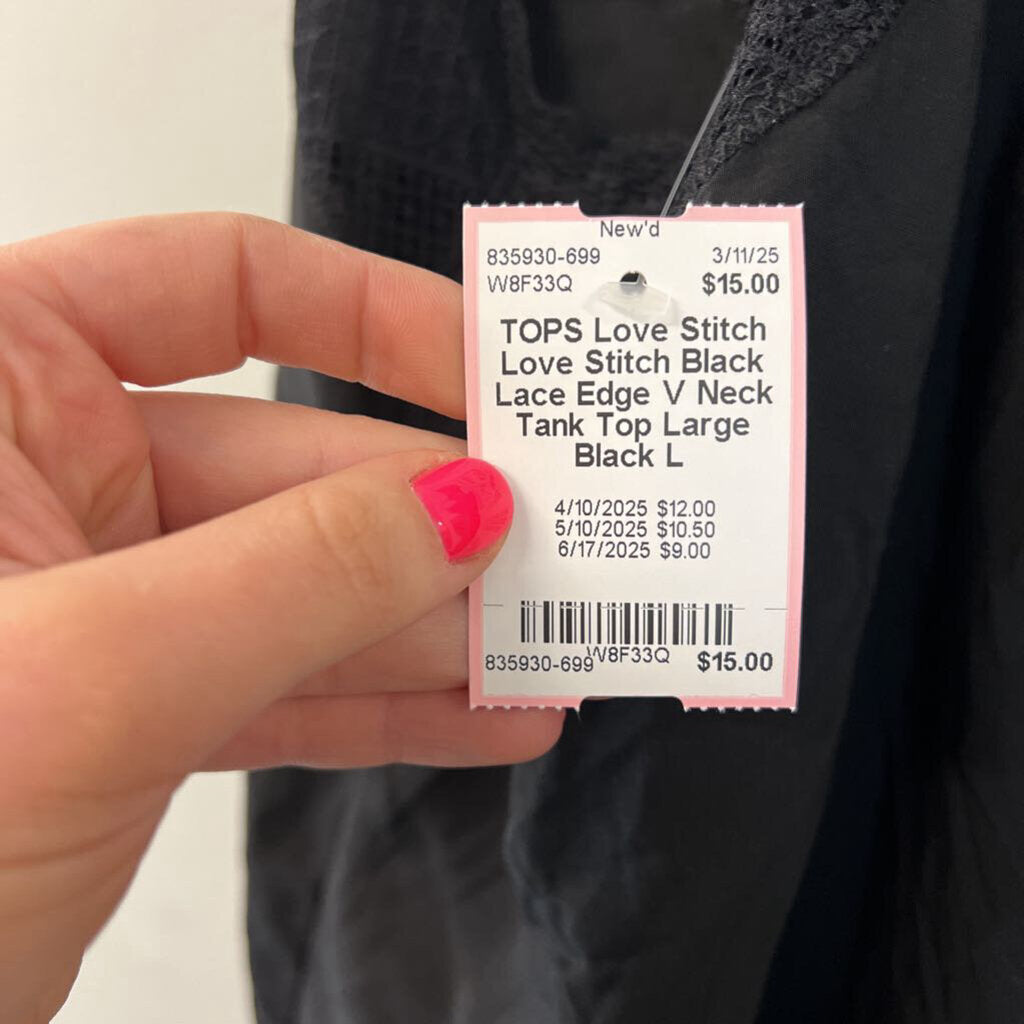 New'd
835930-699 3/11/25
W8F33Q $15.00
TOPS Love Stitch
Love Stitch Black
Lace Edge V Neck
Tank Top Large
Black L
4/10/2025 $12.00
5/10/2025 $10.50
6/17/2025 $9.00
835930-699 W8F33Q $15.00